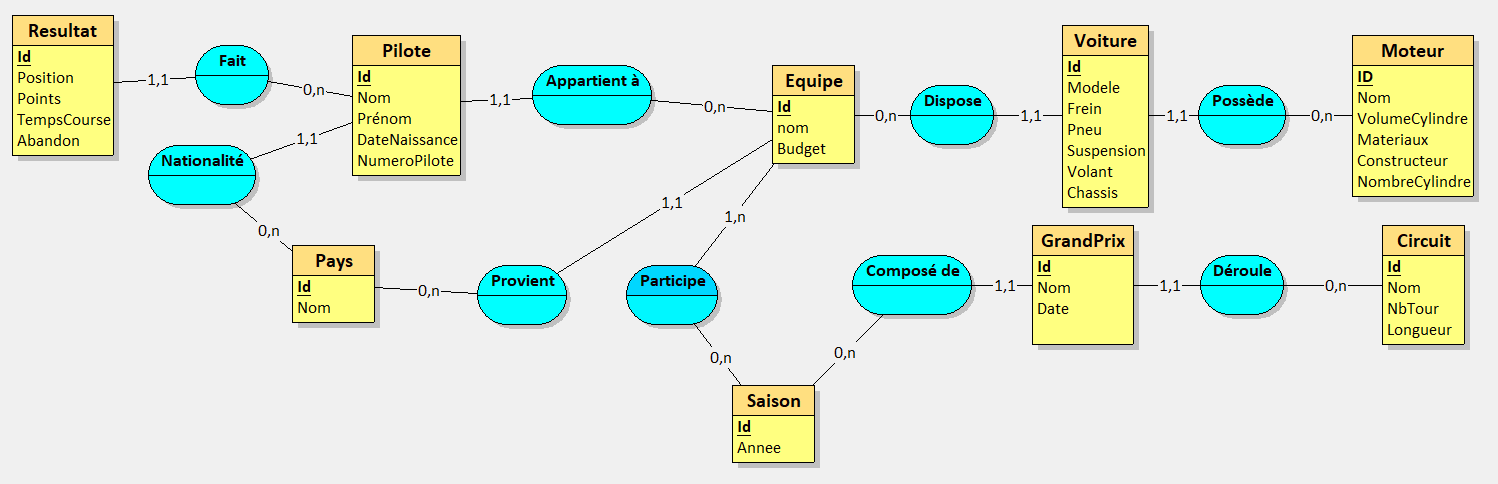 Resultat
Id
Position
Points
TempsCourse
Abandon
1,1
Fait
0,n
Pilote
Id
Nom
Prénom
DateNaissance
NumeroPilote
1,1
Nationalité
0,n
1,1
Appartient à
0,n
Equipe
Id
nom
Budget
0,n
Dispose
1,1
Voiture
Id
Modele
Frein
Pneu
Suspension
Volant
Chassis
1,1
Possède
0,n
Moteur
ID
Nom
VolumeCylindre
Materiaux
Constructeur
NombreCylindre
Pays
Id
Nom
0,n
Provient
1,1
1,n
Participe
0,n
Saison
Id
Annee
0,n
Composé de
1,1
GrandPrix
Id
Nom
Date
1,1
Déroule
0,n
Circuit
Id
Nom
NbTour
Longueur